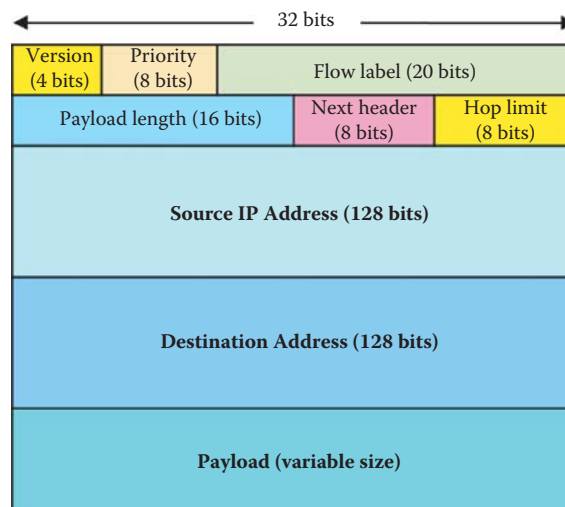 32 bits
Version
(4 bits)
Priority
(8 bits)
Flow label (20 bits)
Payload length (16 bits)
Next header
(8 bits)
Hop limit
(8 bits)
Source IP Address (128 bits)
Destination Address (128 bits)
Payload (variable size)